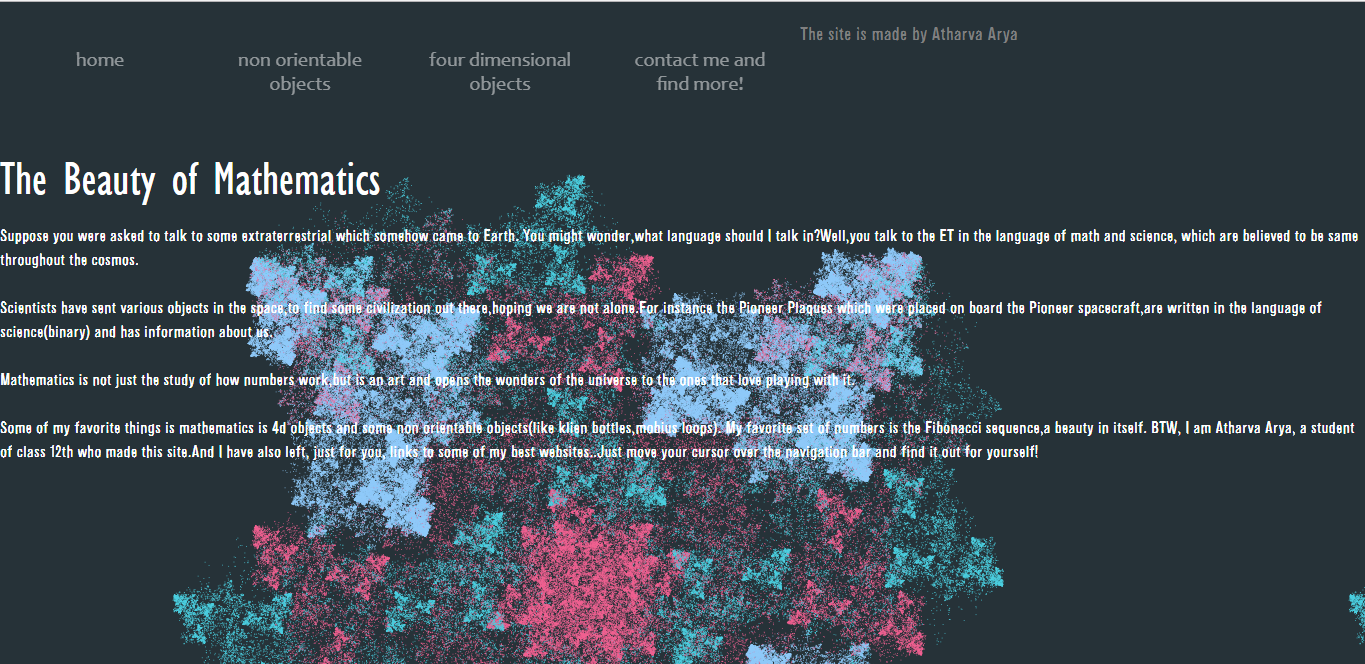 The site is made by Atharva Arya
home
non orientable
objects
four dimensional
objects
contact me and
find more!
The Beauty of Mathematics
Suppose you were asked to talk to some extraterrestrial which somehow came to Earth. You might wonder,what language should I talk in?Well,you talk to the ET in the language of math and science, which are believed to be same
throughout the cosmos.
Scientists have sent various objects in the space,to find some civilization out there,hoping we are not alone.For instance the Pioneer Plaques which were placed on board the Pioneer spacecraft,are written in the language of
science(binary) and has information about us.
Mathematics is not just the study of how numbers work,but is an art and opens the wonders of the universe to the ones that love playing with it.
Some of my favorite things is mathematics is 4d objects and some non orientable objects(like klien bottles,mobius loops). My favorite set of numbers is the Fibonacci sequence,a beauty in itself. BTW, I am Atharva Arya, a student
of class 12th who made this site.And I have also left, just for you, links to some of my best websites..Just move your cursor over the navigation bar and find it out for yourself!